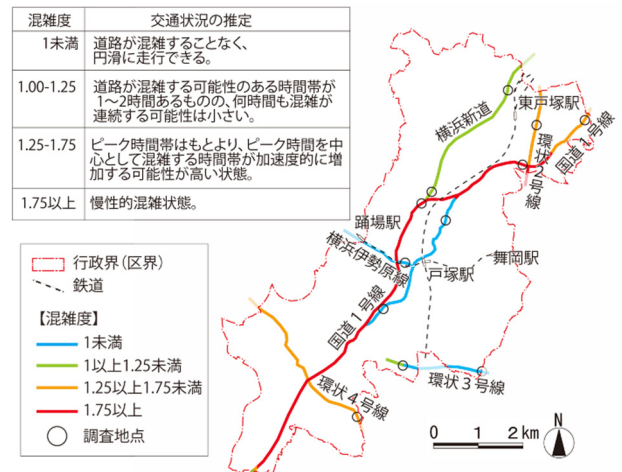 混雑度 交通状況の推定
1未満 道路が混雑することなく、
円滑に走行できる。
1.00-1.25 道路が混雑する可能性のある時間帯が
1～2時間あるものの、何時間も混雑が
連続する可能性は小さい。
1.25-1.75 ピーク時間帯はもとより、ピーク時間を中
心として混雑する時間帯が加速度的に増
加する可能性が高い状態。
1.75以上 慢性的混雑状態。
行政界（区界）
鉄道
【混雑度】
1未満
1以上1.25未満
1.25以上1.75未満
1.75以上
調査地点
横浜新道
東戸塚駅
環状2号線
国道1号線
踊場駅
横浜伊勢原線
戸塚駅
舞岡駅
国道1号線
環状4号線
環状3号線
0 1 2 km
N